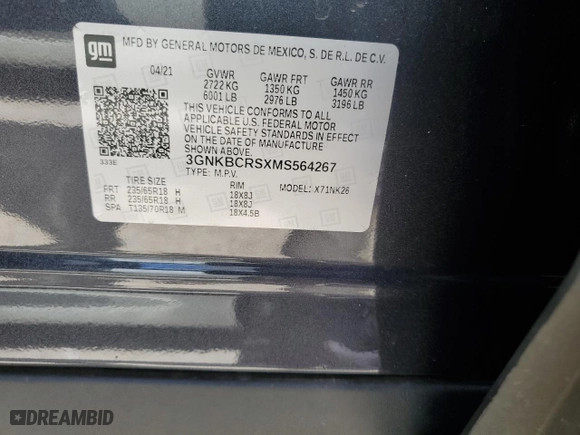 gm
MFD BY GENERAL MOTORS DE MEXICO, S. DE R.L. DE C.V.
04/21 GVWR GAWR FRT GAWR RR
2722 KG 1350 KG 1450 KG
6001 LB 2976 LB 3196 LB
THIS VEHICLE CONFORMS TO ALL
APPLICABLE U.S. FEDERAL MOTOR
VEHICLE SAFETY STANDARDS IN EFFECT
ON THE DATE OF MANUFACTURE
SHOWN ABOVE.
333E 3GNKBCRSXMS564267
TYPE: M.P.V.
TIRE SIZE RIM MODEL: X71NK26
FRT 235/65R18 H 18X8J
RR 235/65R18 H 18X8J
SPA T135/70R18 M 18X4.5B
DREAMBID